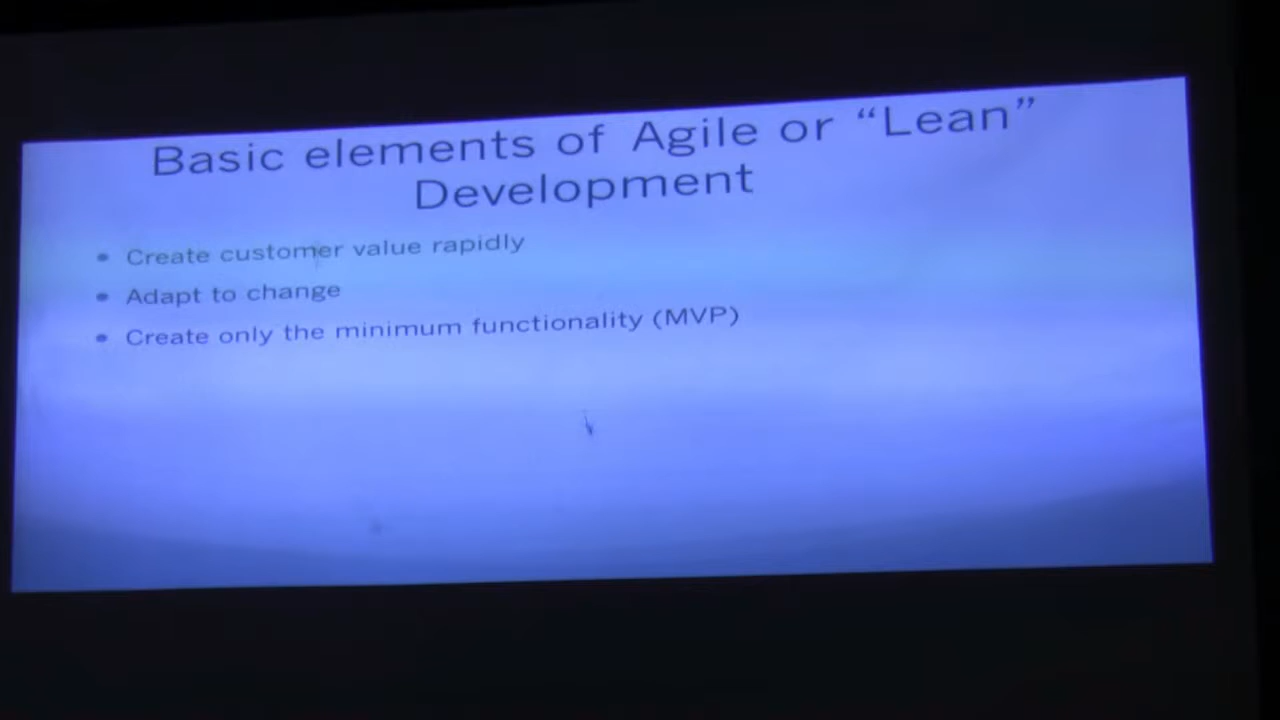 Basic elements of Agile or “Lean”
Development
• Create customer value rapidly
• Adapt to change
• Create only the minimum functionality (MVP)